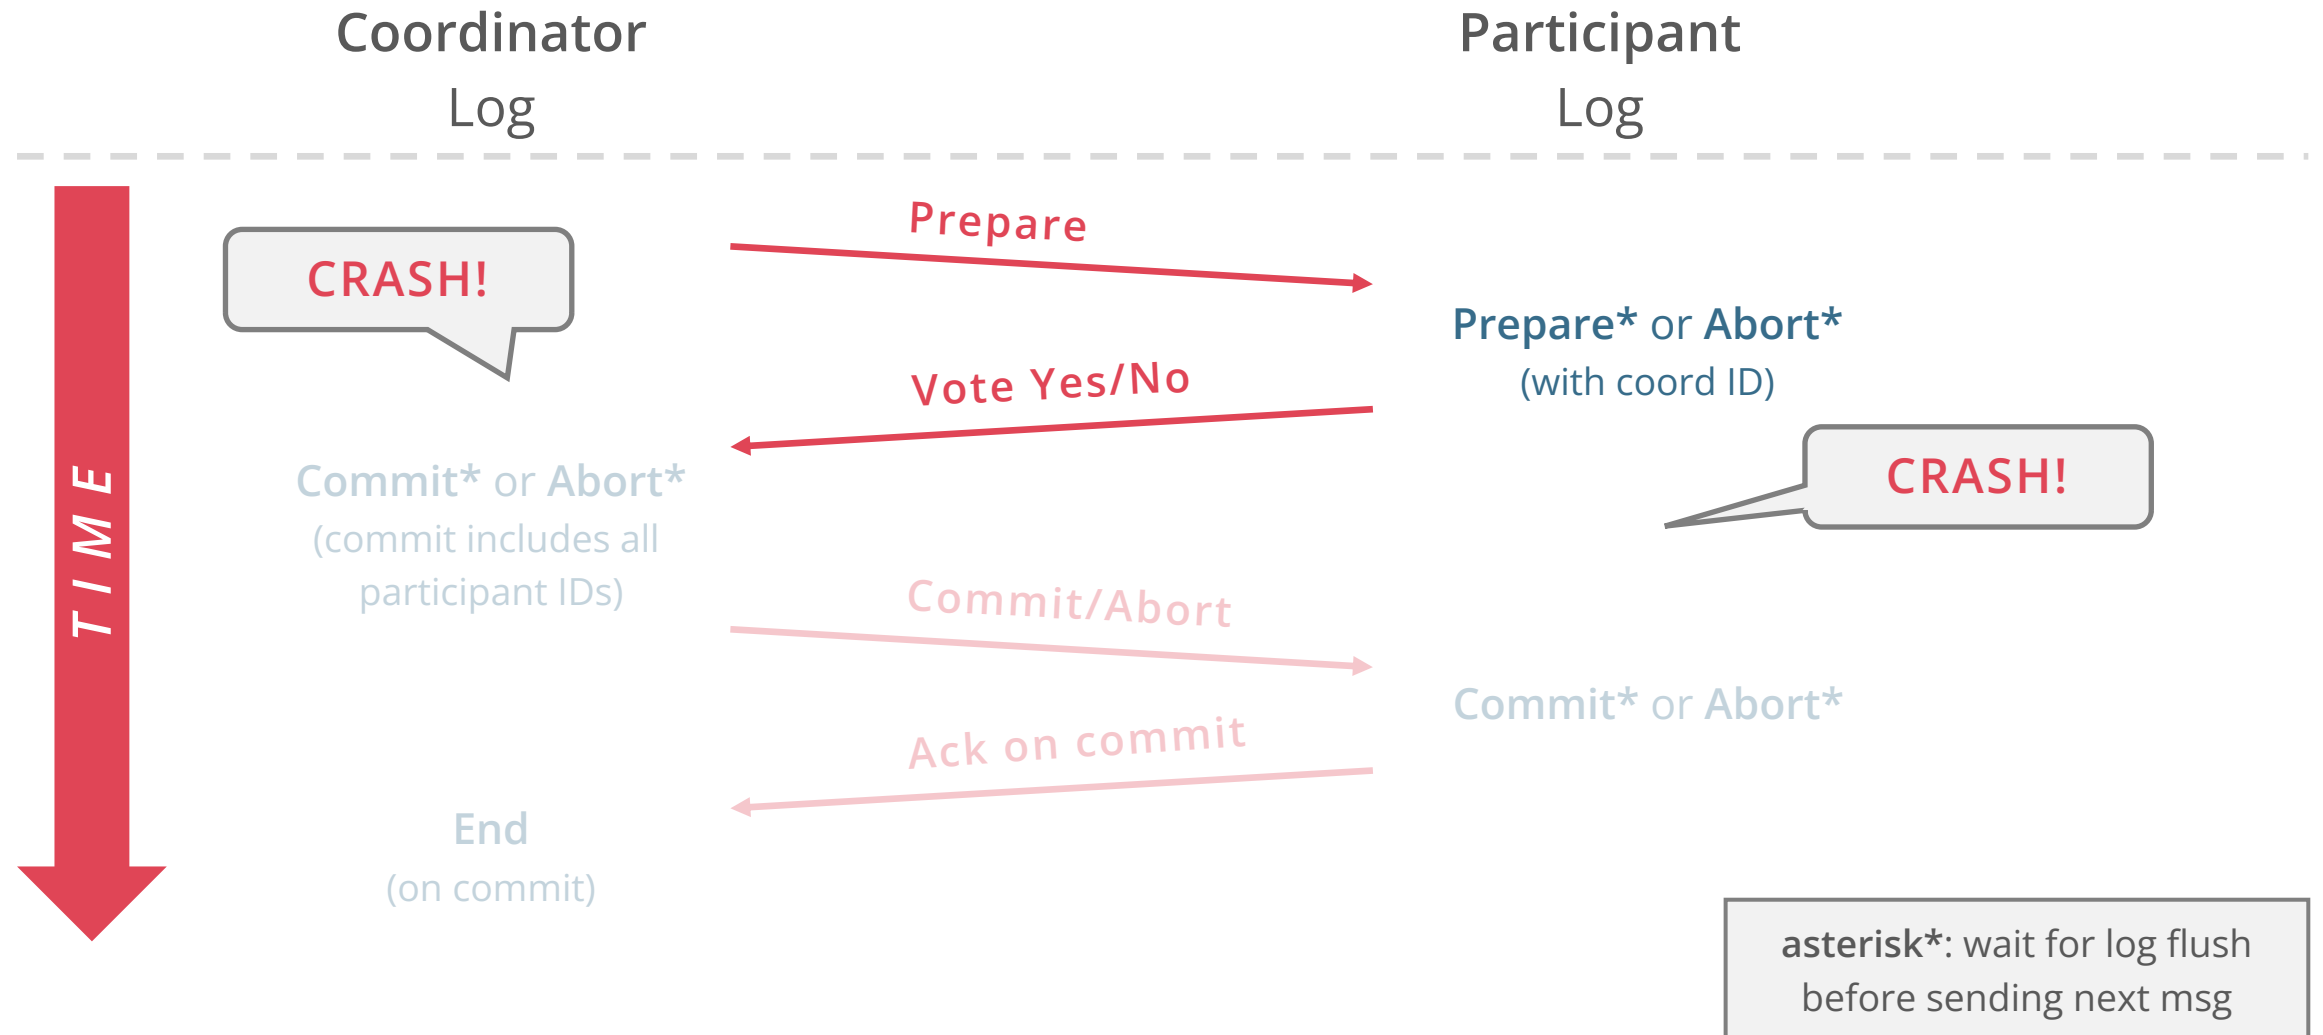 Coordinator
Log
Participant
Log
TIME
CRASH!
Prepare
Prepare* or Abort*
(with coord ID)
Vote Yes/No
CRASH!
Commit* or Abort*
(commit includes all
participant IDs)
Commit/Abort
Commit* or Abort*
Ack on commit
End
(on commit)
asterisk*: wait for log flush
before sending next msg